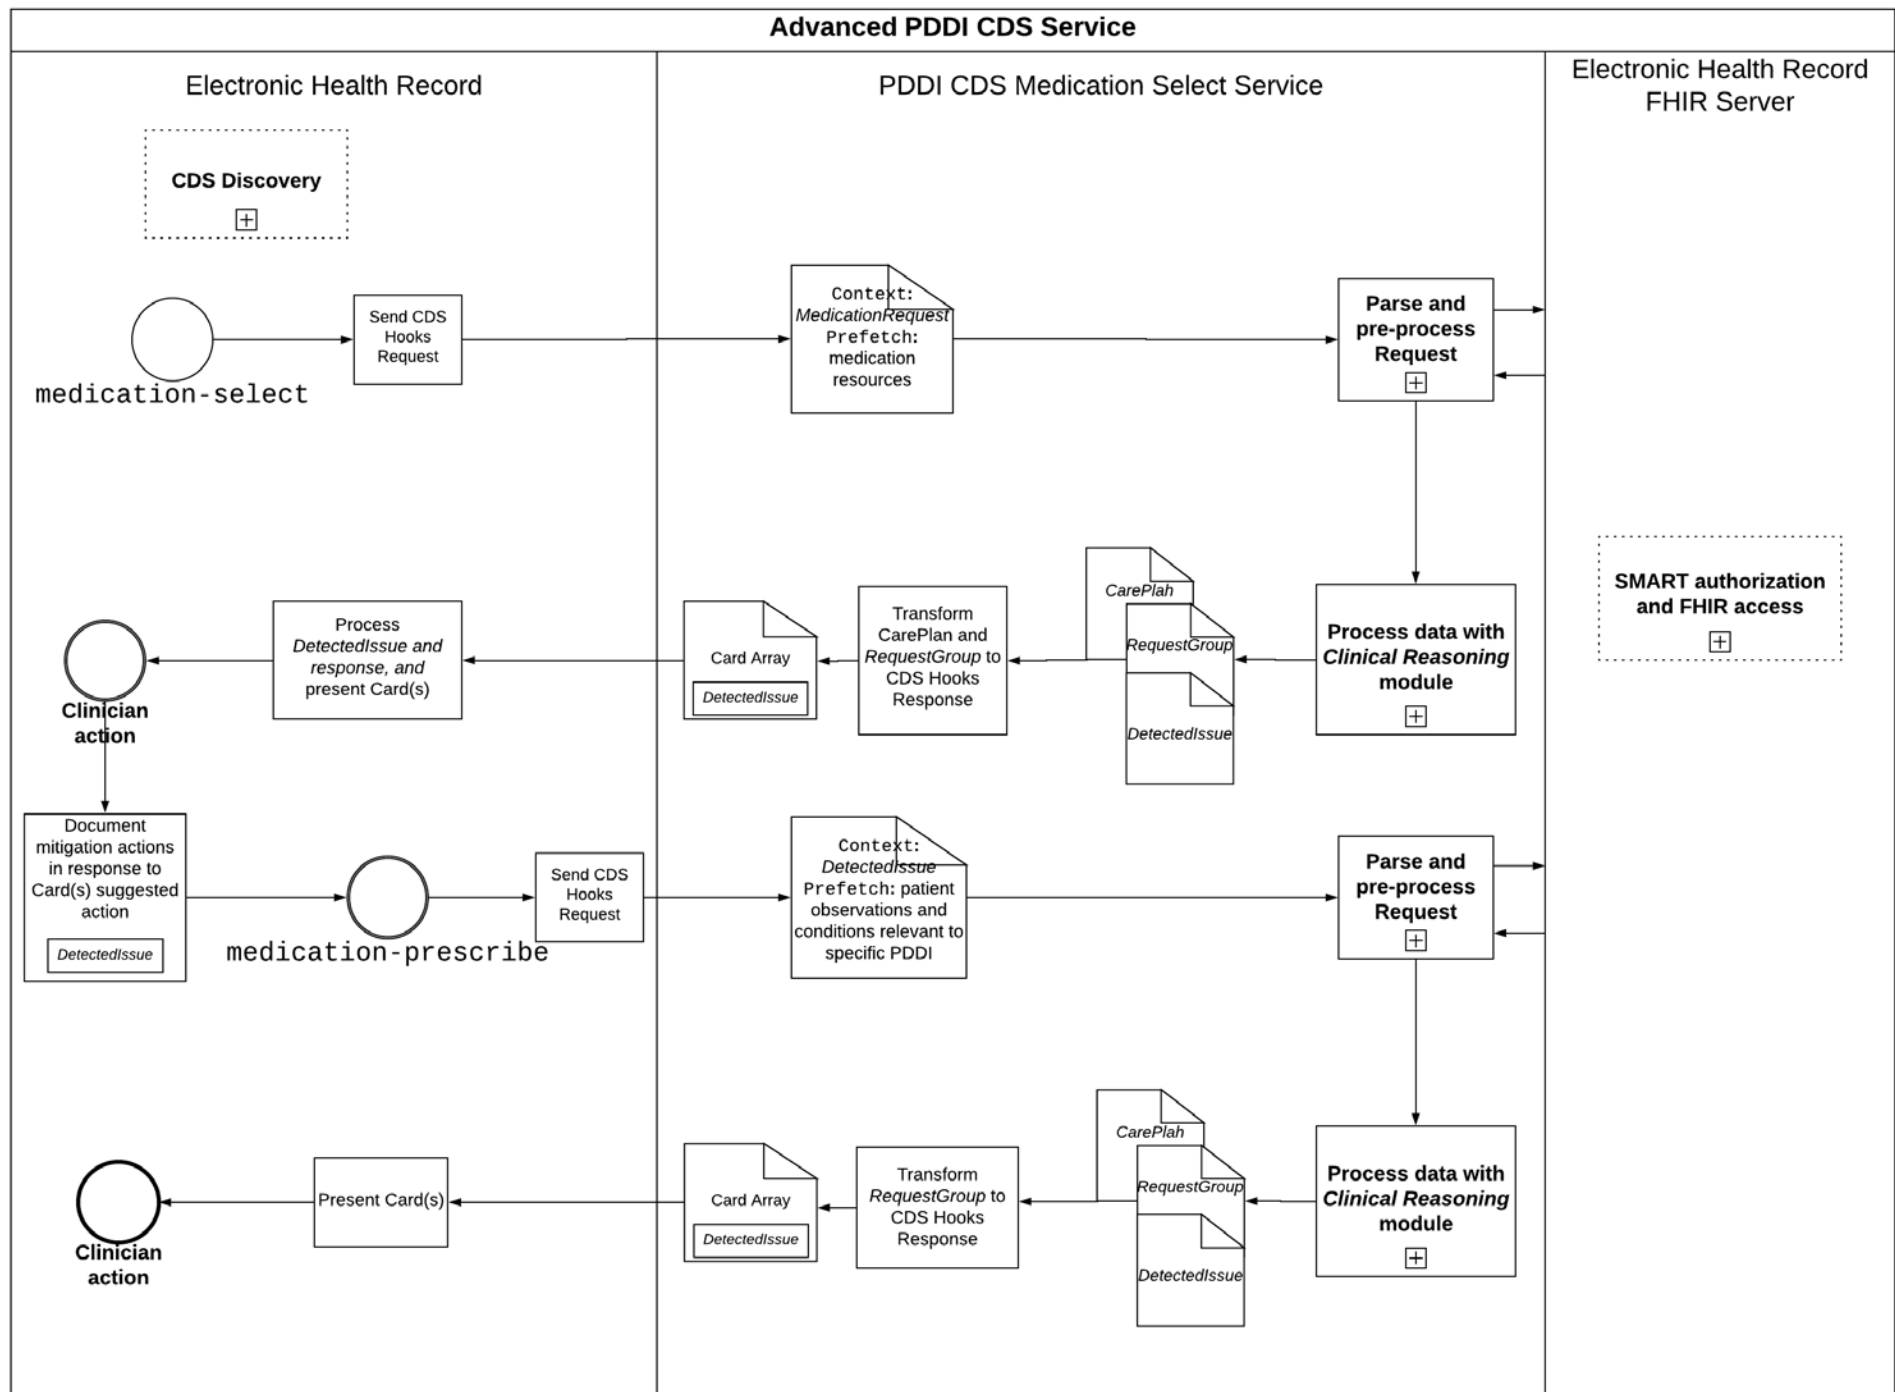 Advanced PDDI CDS Service
Electronic Health Record
PDDI CDS Medication Select Service
Electronic Health Record
FHIR Server
CDS Discovery
medication-select
Send CDS
Hooks
Request
Context:
MedicationRequest
Prefetch:
medication
resources
Parse and
pre-process
Request
SMART authorization
and FHIR access
Process data with
Clinical Reasoning
module
CarePlah
RequestGroup
DetectedIssue
Transform
CarePlan and
RequestGroup to
CDS Hooks
Response
Card Array
DetectedIssue
Process
DetectedIssue and
response, and
present Card(s)
Clinician
action
Document
mitigation actions
in response to
Card(s) suggested
action
DetectedIssue
medication-prescribe
Send CDS
Hooks
Request
Context:
DetectedIssue
Prefetch: patient
observations and
conditions relevant to
specific PDDI
Parse and
pre-process
Request
Process data with
Clinical Reasoning
module
CarePlah
RequestGroup
DetectedIssue
Transform
RequestGroup to
CDS Hooks
Response
Card Array
DetectedIssue
Present Card(s)
Clinician
action